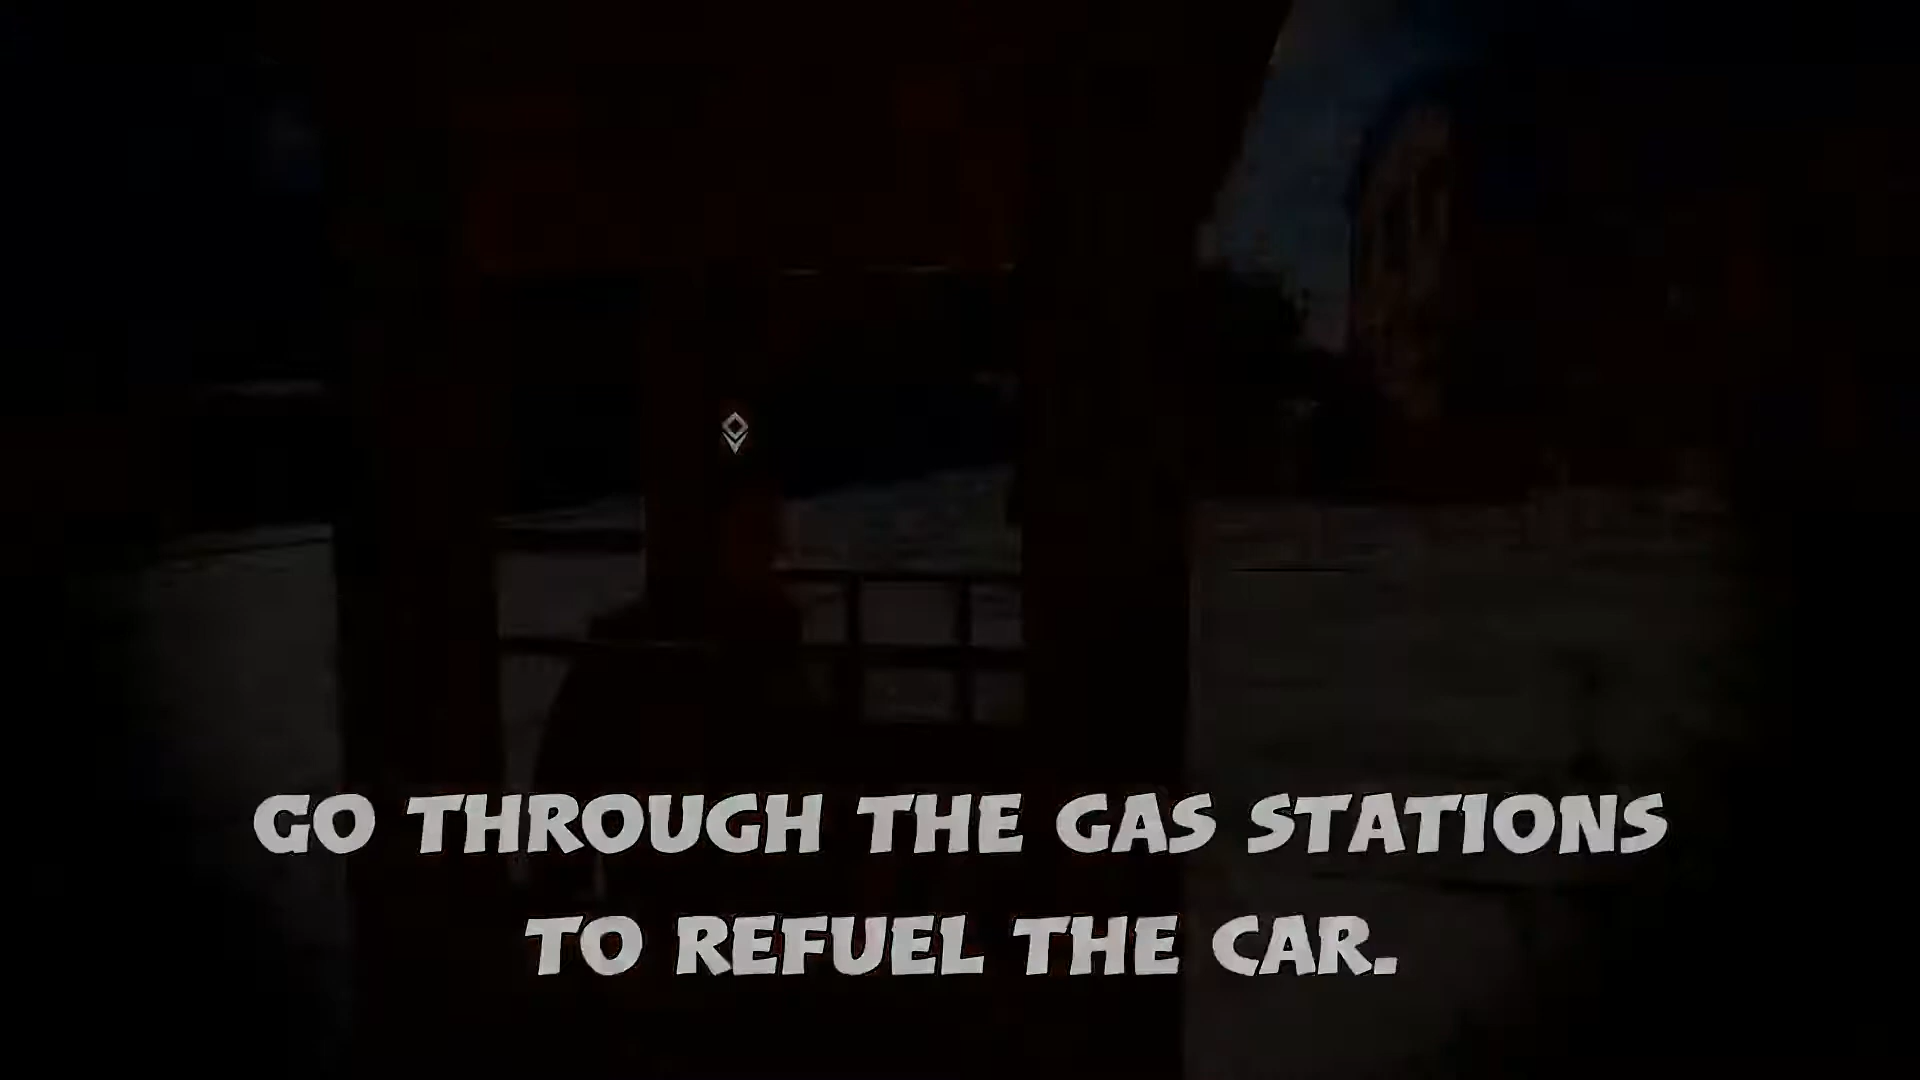 GO THROUGH THE GAS STATIONS
TO REFUEL THE CAR.